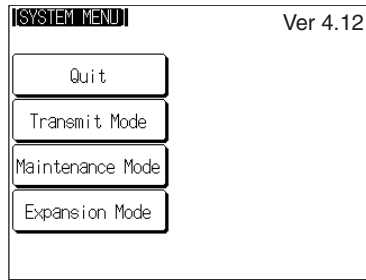 SYSTEM MENU
Ver 4.12
Quit
Transmit Mode
Maintenance Mode
Expansion Mode